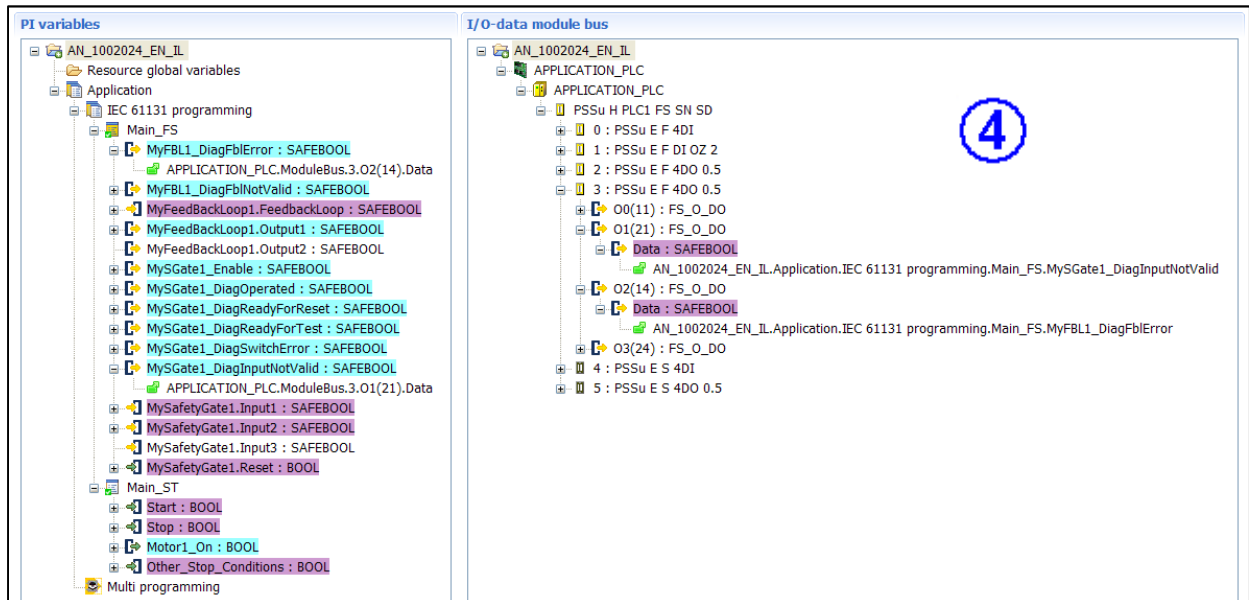 PI variables
AN_1002024_EN_IL
Resource global variables
Application
IEC 61131 programming
Main_FS
MyFBL1_DiagFblError : SAFEBOOL
APPLICATION_PLC.ModuleBus.3.O2(14).Data
MyFBL1_DiagFblNotValid : SAFEBOOL
MyFeedBackLoop1.FeedbackLoop : SAFEBOOL
MyFeedBackLoop1.Output1 : SAFEBOOL
MyFeedBackLoop1.Output2 : SAFEBOOL
MySGate1_Enable : SAFEBOOL
MySGate1_DiagOperated : SAFEBOOL
MySGate1_DiagReadyForReset : SAFEBOOL
MySGate1_DiagReadyForTest : SAFEBOOL
MySGate1_DiagSwitchError : SAFEBOOL
MySGate1_DiagInputNotValid : SAFEBOOL
APPLICATION_PLC.ModuleBus.3.O1(21).Data
MySafetyGate1.Input1 : SAFEBOOL
MySafetyGate1.Input2 : SAFEBOOL
MySafetyGate1.Input3 : SAFEBOOL
MySafetyGate1.Reset : BOOL
Main_ST
Start : BOOL
Stop : BOOL
Motor1_On : BOOL
Other_Stop_Conditions : BOOL
Multi programming
I/O-data module bus
AN_1002024_EN_IL
APPLICATION_PLC
APPLICATION_PLC
PSSu H PLC1 FS SN SD
0 : PSSu E F 4DI
1 : PSSu E F DI OZ 2
2 : PSSu E F 4DO 0.5
3 : PSSu E F 4DO 0.5
O0(11) : FS_O_DO
O1(21) : FS_O_DO
Data : SAFEBOOL
AN_1002024_EN_IL.Application.IEC 61131 programming.Main_FS.MySGate1_DiagInputNotValid
O2(14) : FS_O_DO
Data : SAFEBOOL
AN_1002024_EN_IL.Application.IEC 61131 programming.Main_FS.MyFBL1_DiagFblError
O3(24) : FS_O_DO
4 : PSSu E S 4DI
5 : PSSu E S 4DO 0.5
4